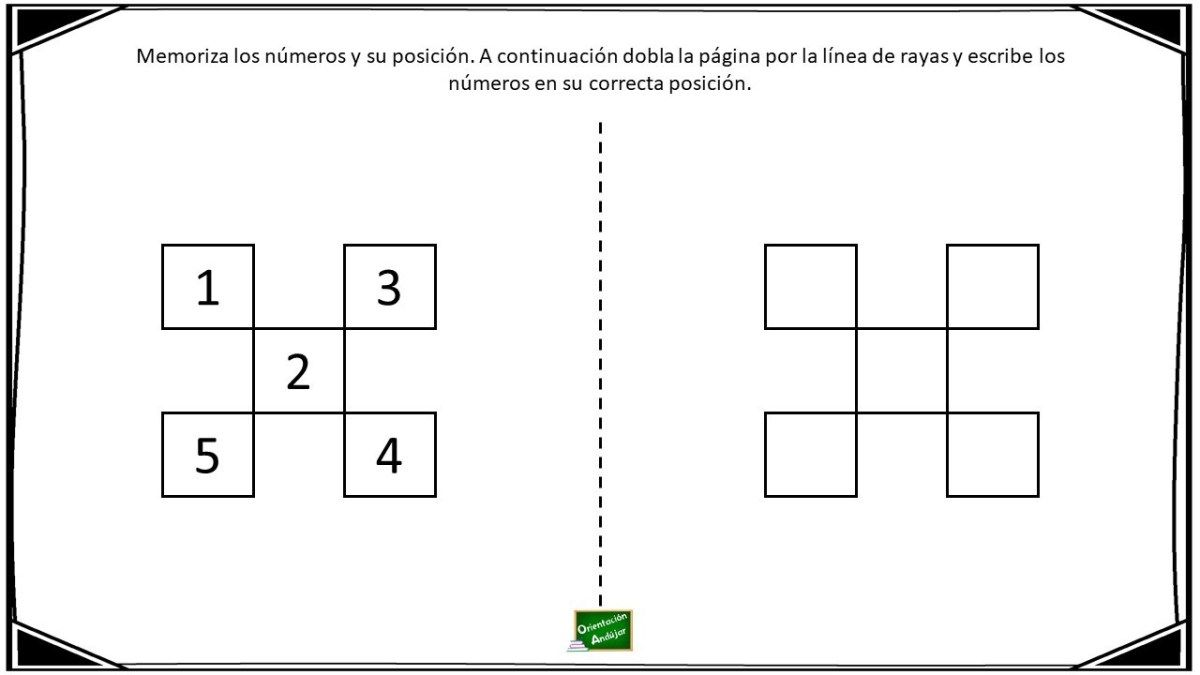 Memoriza los números y su posición. A continuación dobla la página por la línea de rayas y escribe los
números en su correcta posición.
1 3
2
5 4
Orientación
Andújar